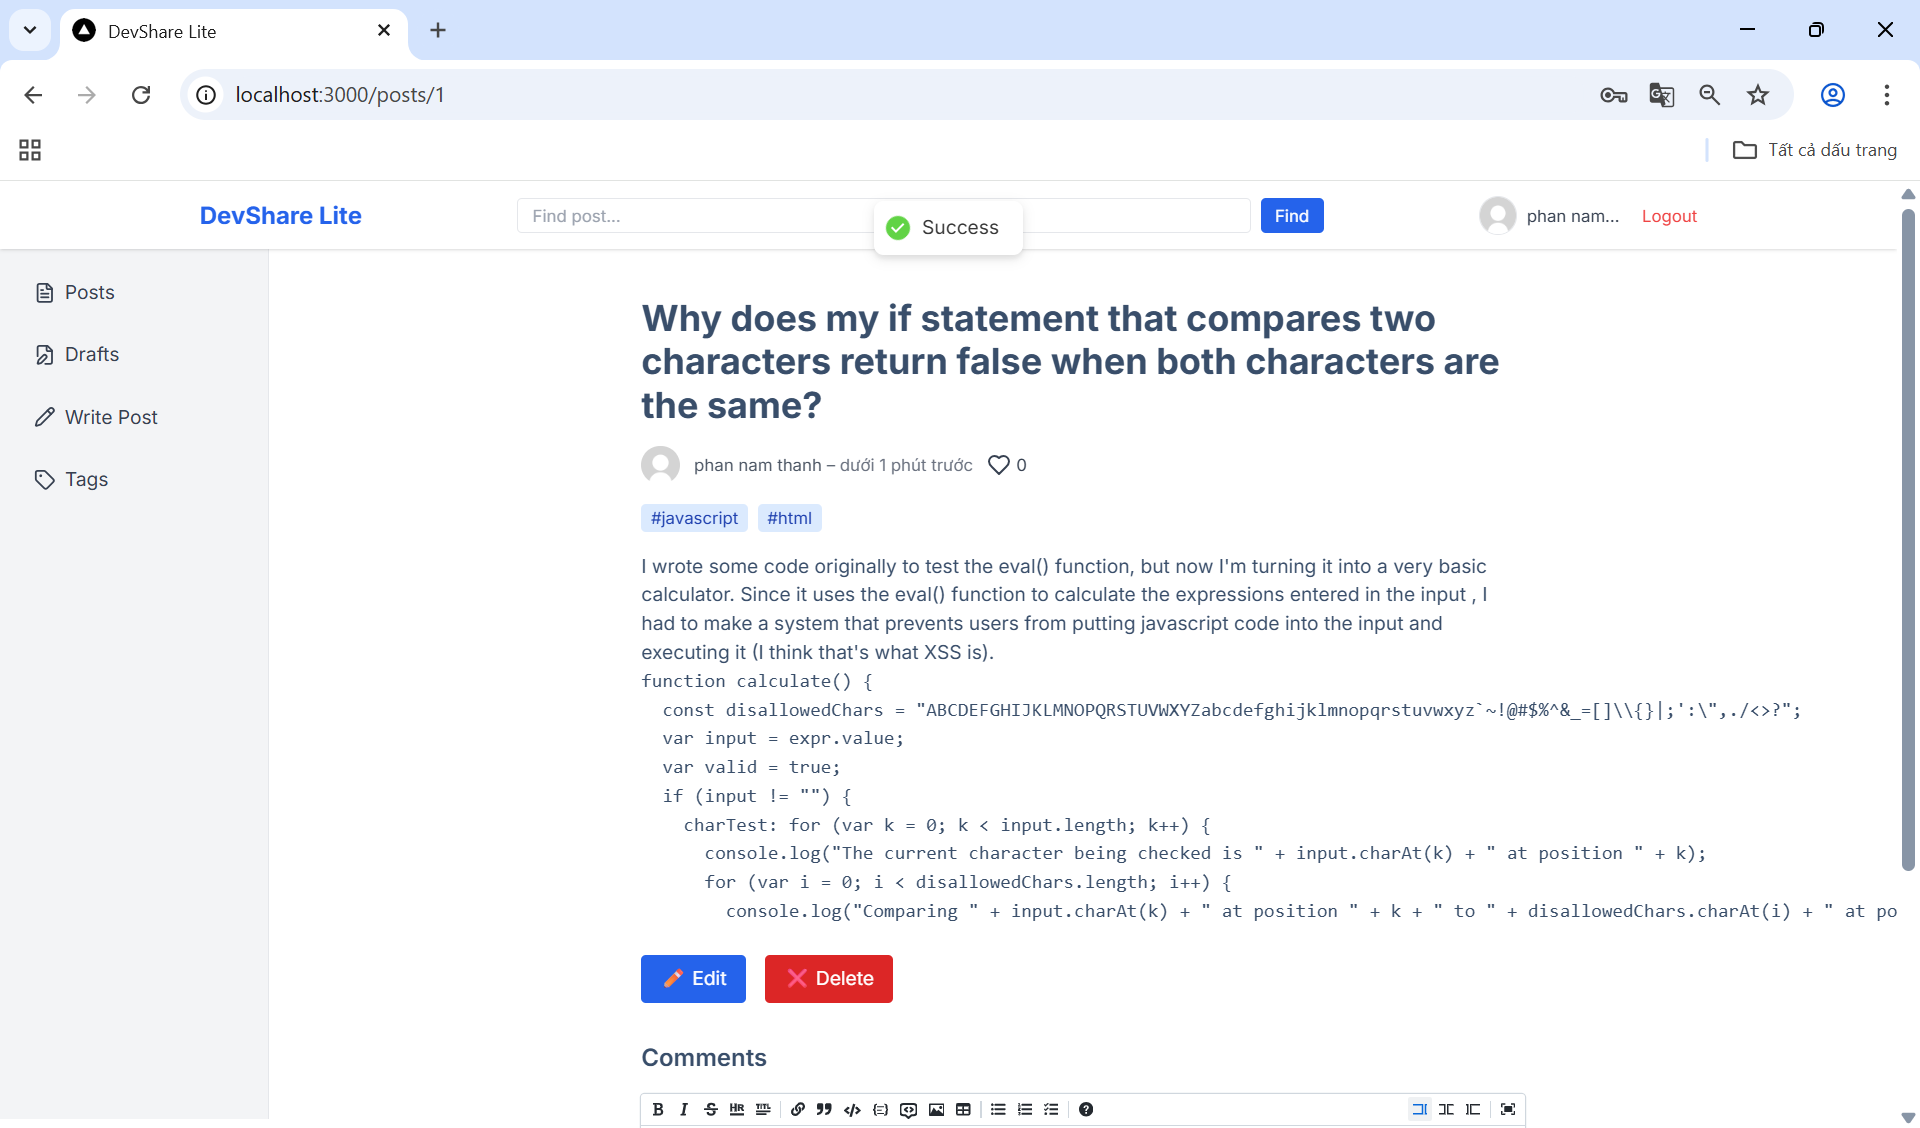 DevShare Lite
localhost:3000/posts/1
Tất cả dấu trang
DevShare Lite
Find post...
Find
Success
phan nam...
Logout
Posts
Drafts
Write Post
Tags
Why does my if statement that compares two
characters return false when both characters are
the same?
phan nam thanh – dưới 1 phút trước
0
#javascript
#html
I wrote some code originally to test the eval() function, but now I'm turning it into a very basic
calculator. Since it uses the eval() function to calculate the expressions entered in the input , I
had to make a system that prevents users from putting javascript code into the input and
executing it (I think that's what XSS is).
function calculate() {
  const disallowedChars = "ABCDEFGHIJKLMNOPQRSTUVWXYZabcdefghijklmnopqrstuvwxyz`~!@#$%^&_=[]\\{}|;':\",./<>?";
  var input = expr.value;
  var valid = true;
  if (input != "") {
    charTest: for (var k = 0; k < input.length; k++) {
      console.log("The current character being checked is " + input.charAt(k) + " at position " + k);
      for (var i = 0; i < disallowedChars.length; i++) {
        console.log("Comparing " + input.charAt(k) + " at position " + k + " to " + disallowedChars.charAt(i) + " at po
Edit
Delete
Comments